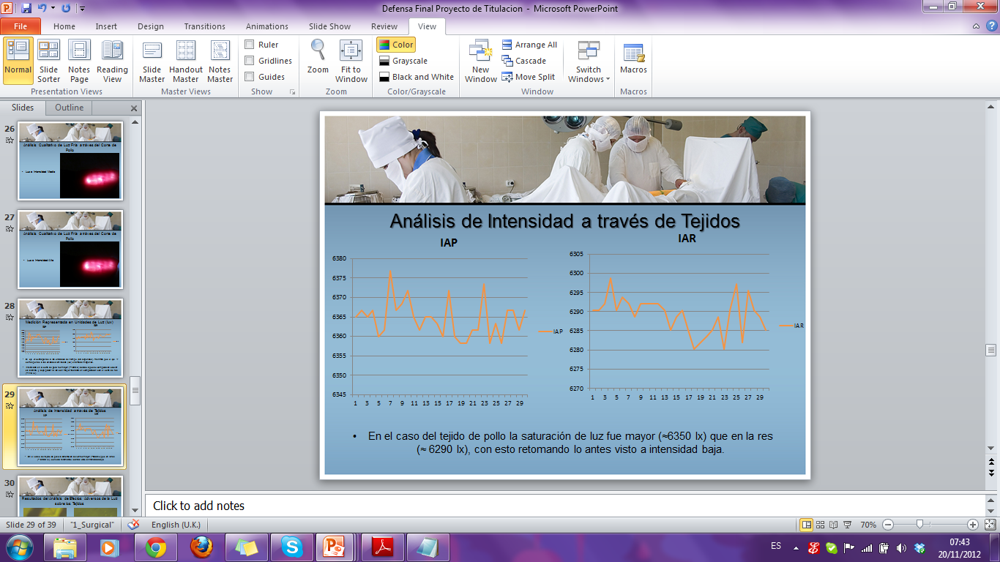 Defensa Final Proyecto de Titulacion - Microsoft PowerPoint
File Home Insert Design Transitions Animations Slide Show Review View
Normal Slide Sorter Notes Page Reading View
Presentation Views
Slide Master Handout Master Notes Master
Master Views
Ruler
Gridlines
Guides
Show
Zoom Fit to Window
Zoom
Color
Grayscale
Black and White
Color/Grayscale
New Window
Arrange All
Cascade
Move Split
Switch Windows
Window
Macros
Macros
Slides Outline
26
Análisis Cualitativo de Luz Fría a través del Corte de Pollo
27
Análisis Cualitativo de Luz Fría a través del Corte de Pollo
28
Medición Representada en Unidades de Luz (lux)
29
Análisis de Intensidad a través de Tejidos
30
Resultados del Análisis de Efectos Adversos de la Luz sobre los Tejidos
Análisis de Intensidad a través de Tejidos
IAP
6380
6375
6370
6365
6360
6355
6350
6345
1 3 5 7 9 11 13 15 17 19 21 23 25 27 29
IAP
IAR
6305
6300
6295
6290
6285
6280
6275
6270
1 3 5 7 9 11 13 15 17 19 21 23 25 27 29
IAR
• En el caso del tejido de pollo la saturación de luz fue mayor (≈6350 lx) que en la res
(≈ 6290 lx), con esto retomando lo antes visto a intensidad baja.
Click to add notes
Slide 29 of 39 "1_Surgical" English (U.K.) 70%
ES 07:43
20/11/2012